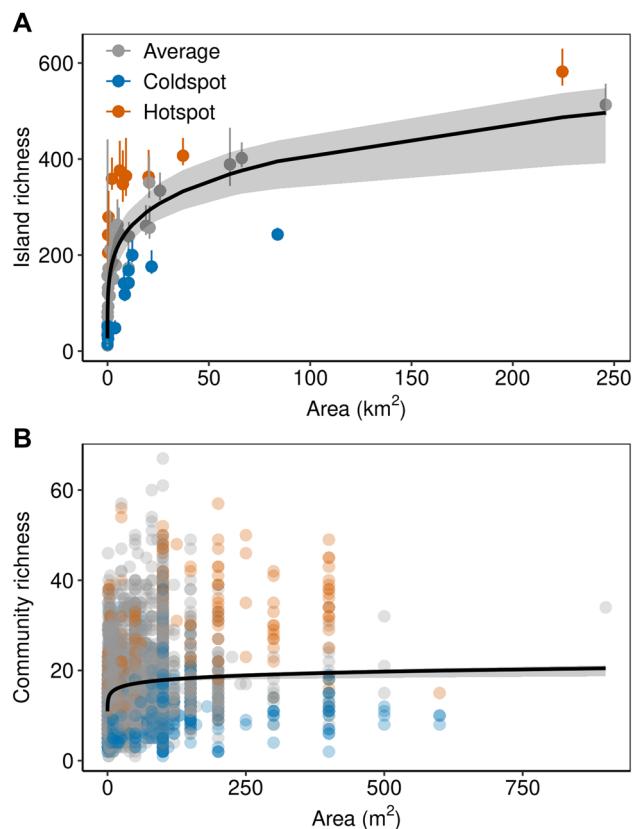 A
Average
Coldspot
Hotspot
Island richness
600
400
200
0
0 50 100 150 200 250
Area (km²)
B
Community richness
60
40
20
0
0 250 500 750
Area (m²)